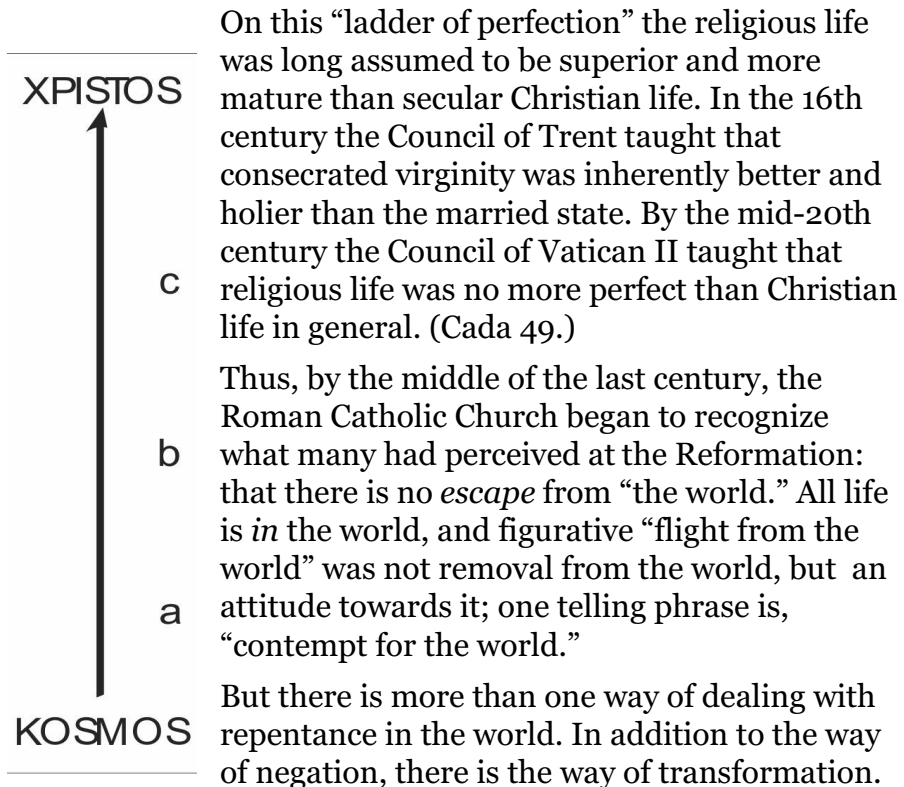 XPISTOS
c
b
a
KOSMOS
On this “ladder of perfection” the religious life
was long assumed to be superior and more
mature than secular Christian life. In the 16th
century the Council of Trent taught that
consecrated virginity was inherently better and
holier than the married state. By the mid-20th
century the Council of Vatican II taught that
religious life was no more perfect than Christian
life in general. (Cada 49.)
Thus, by the middle of the last century, the
Roman Catholic Church began to recognize
what many had perceived at the Reformation:
that there is no escape from “the world.” All life
is in the world, and figurative “flight from the
world” was not removal from the world, but an
attitude towards it; one telling phrase is,
“contempt for the world.”
But there is more than one way of dealing with
repentance in the world. In addition to the way
of negation, there is the way of transformation.